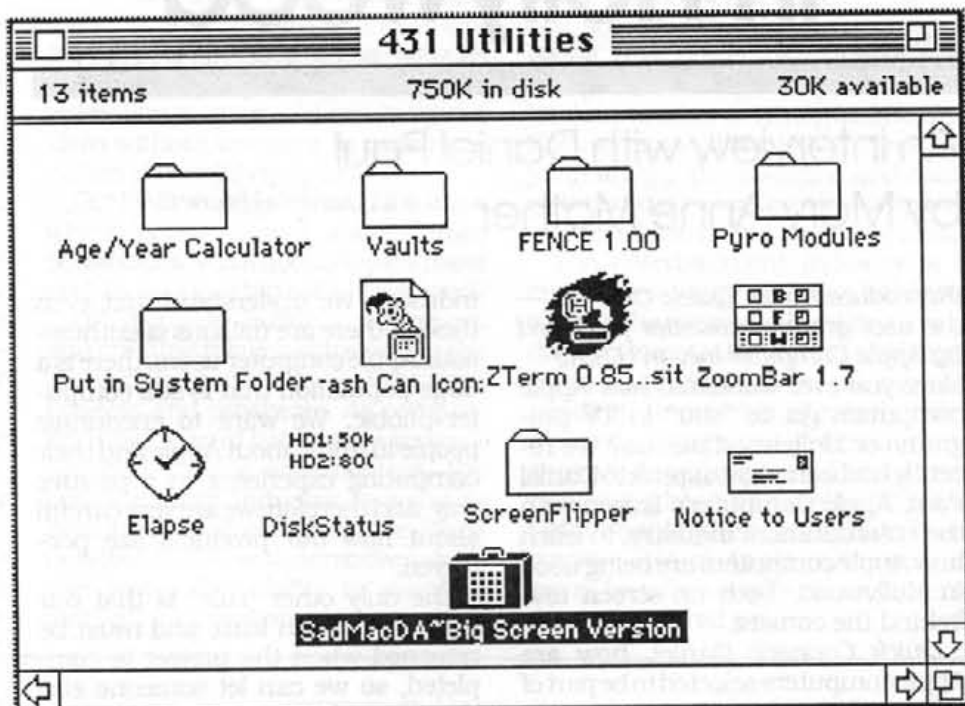 431 Utilities
13 items 750K in disk 30K available
Age/Year Calculator Vaults FENCE 1.00 Pyro Modules
B
F
W
Put in System Folder ash Can Icon: ZTerm 0.85..sit ZoomBar 1.7
HD1:50k
HD2:80k
Elapse DiskStatus ScreenFlipper Notice to Users
SadMacDA~Big Screen Version